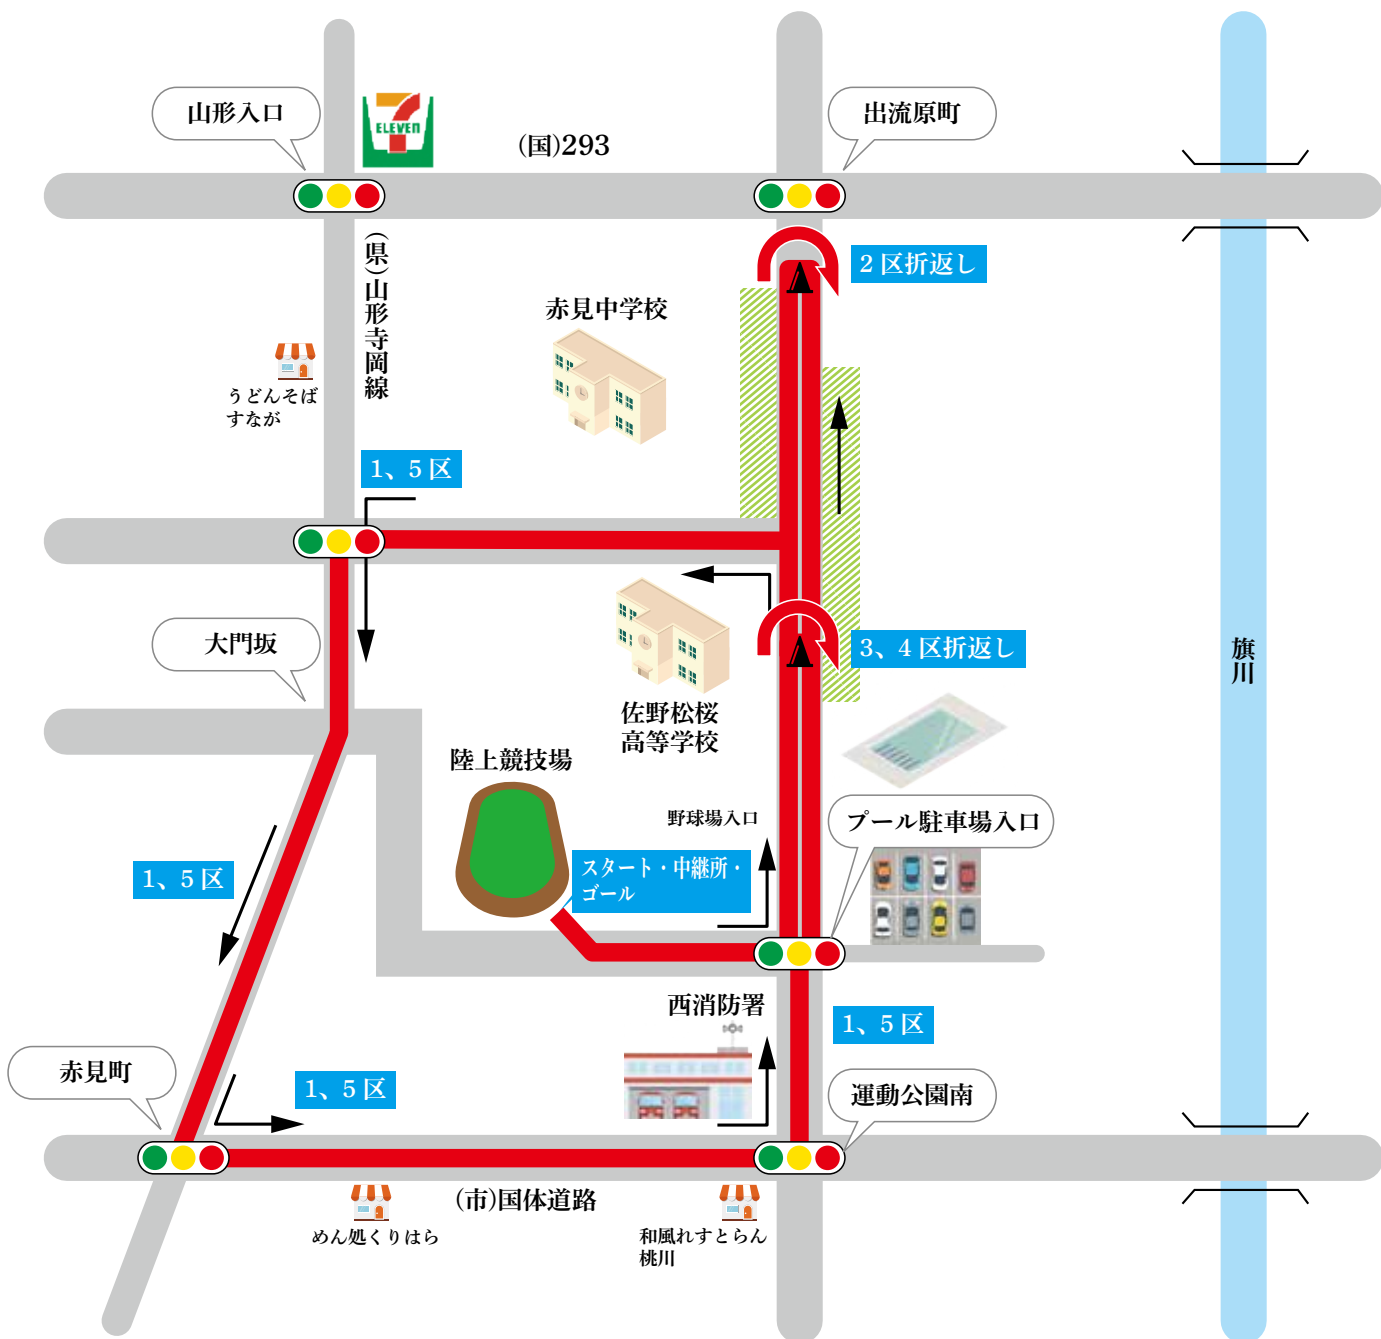 山形入口
ELEVEN
(国)293
出流原町
(県)山形寺岡線
2区折返し
赤見中学校
うどんそば
すなが
1、5区
大門坂
3、4区折返し
旗川
佐野松桜
高等学校
陸上競技場
野球場入口
プール駐車場入口
スタート・中継所・
ゴール
1、5区
西消防署
1、5区
赤見町
1、5区
運動公園南
(市)国体道路
めん処くりはら
和風れすとらん
桃川